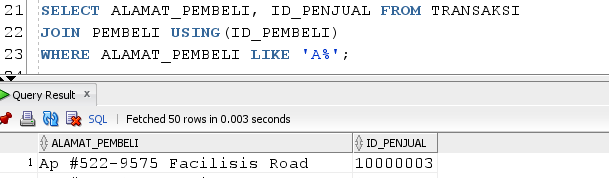 21 SELECT ALAMAT_PEMBELI, ID_PENJUAL FROM TRANSAKSI
22 JOIN PEMBELI USING(ID_PEMBELI)
23 WHERE ALAMAT_PEMBELI LIKE 'A%';
Query Result x
SQL | Fetched 50 rows in 0.003 seconds
ALAMAT_PEMBELI ID_PENJUAL
1 Ap #522-9575 Facilisis Road 10000003